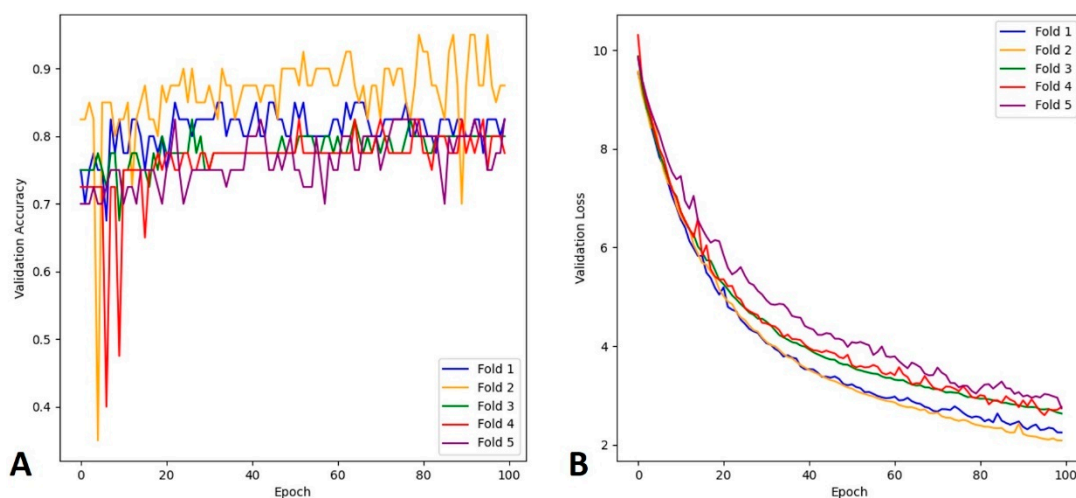 Validation Accuracy
0.9
0.8
0.7
0.6
0.5
0.4
0
20
40
60
80
100
Epoch
Fold 1
Fold 2
Fold 3
Fold 4
Fold 5
A
Validation Loss
10
8
6
4
2
0
20
40
60
80
100
Epoch
Fold 1
Fold 2
Fold 3
Fold 4
Fold 5
B